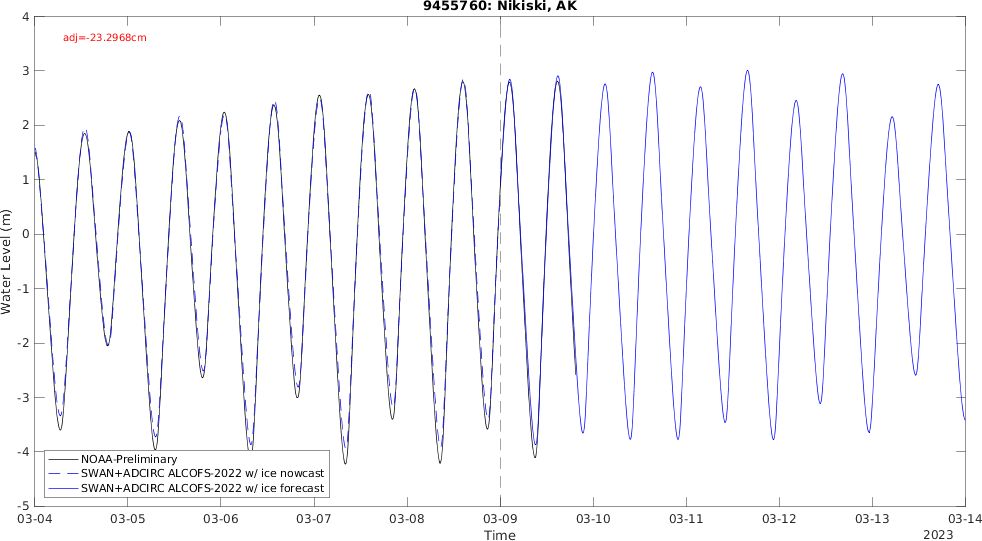 9455760: Nikiski, AK
adj=-23.2968cm
4
3
2
1
0
-1
-2
-3
-4
-5
Water Level (m)
NOAA-Preliminary
SWAN+ADCIRC ALCOFS-2022 w/ ice nowcast
SWAN+ADCIRC ALCOFS-2022 w/ ice forecast
03-04 03-05 03-06 03-07 03-08 03-09 03-10 03-11 03-12 03-13 03-14
Time
2023